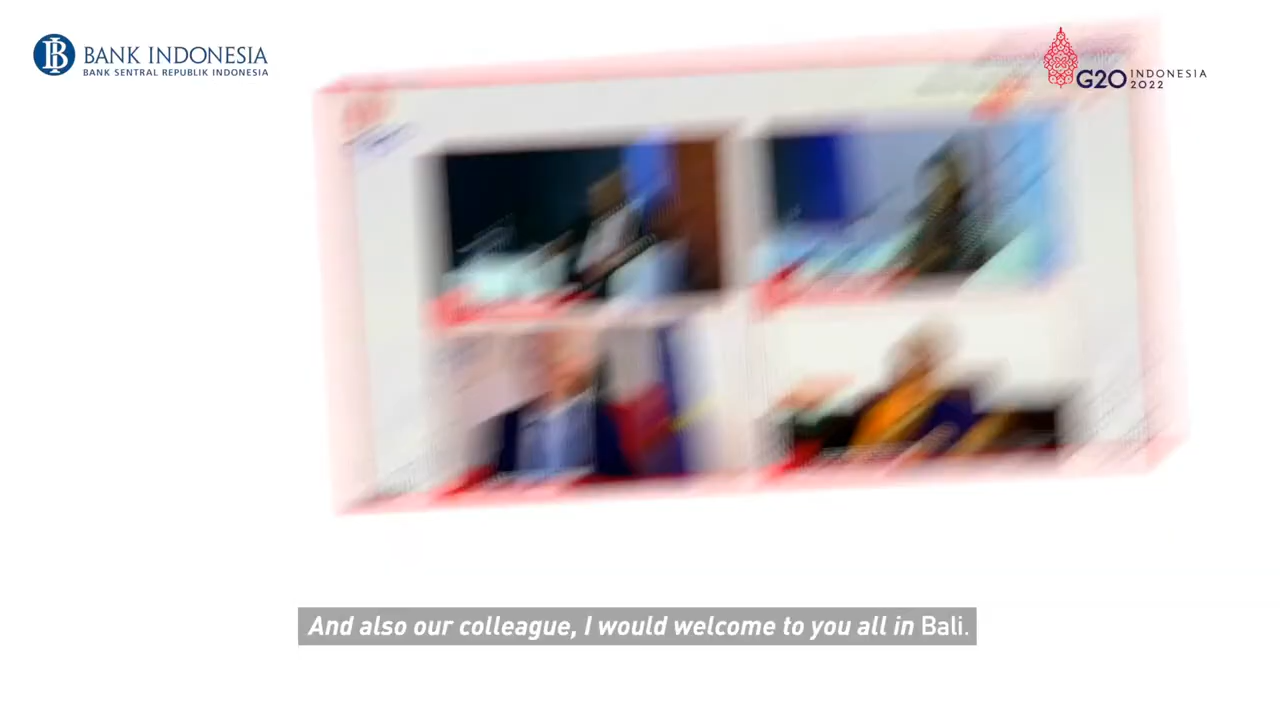 BANK INDONESIA
BANK SENTRAL REPUBLIK INDONESIA
G20 INDONESIA
2022
And also our colleague, I would welcome to you all in Bali.